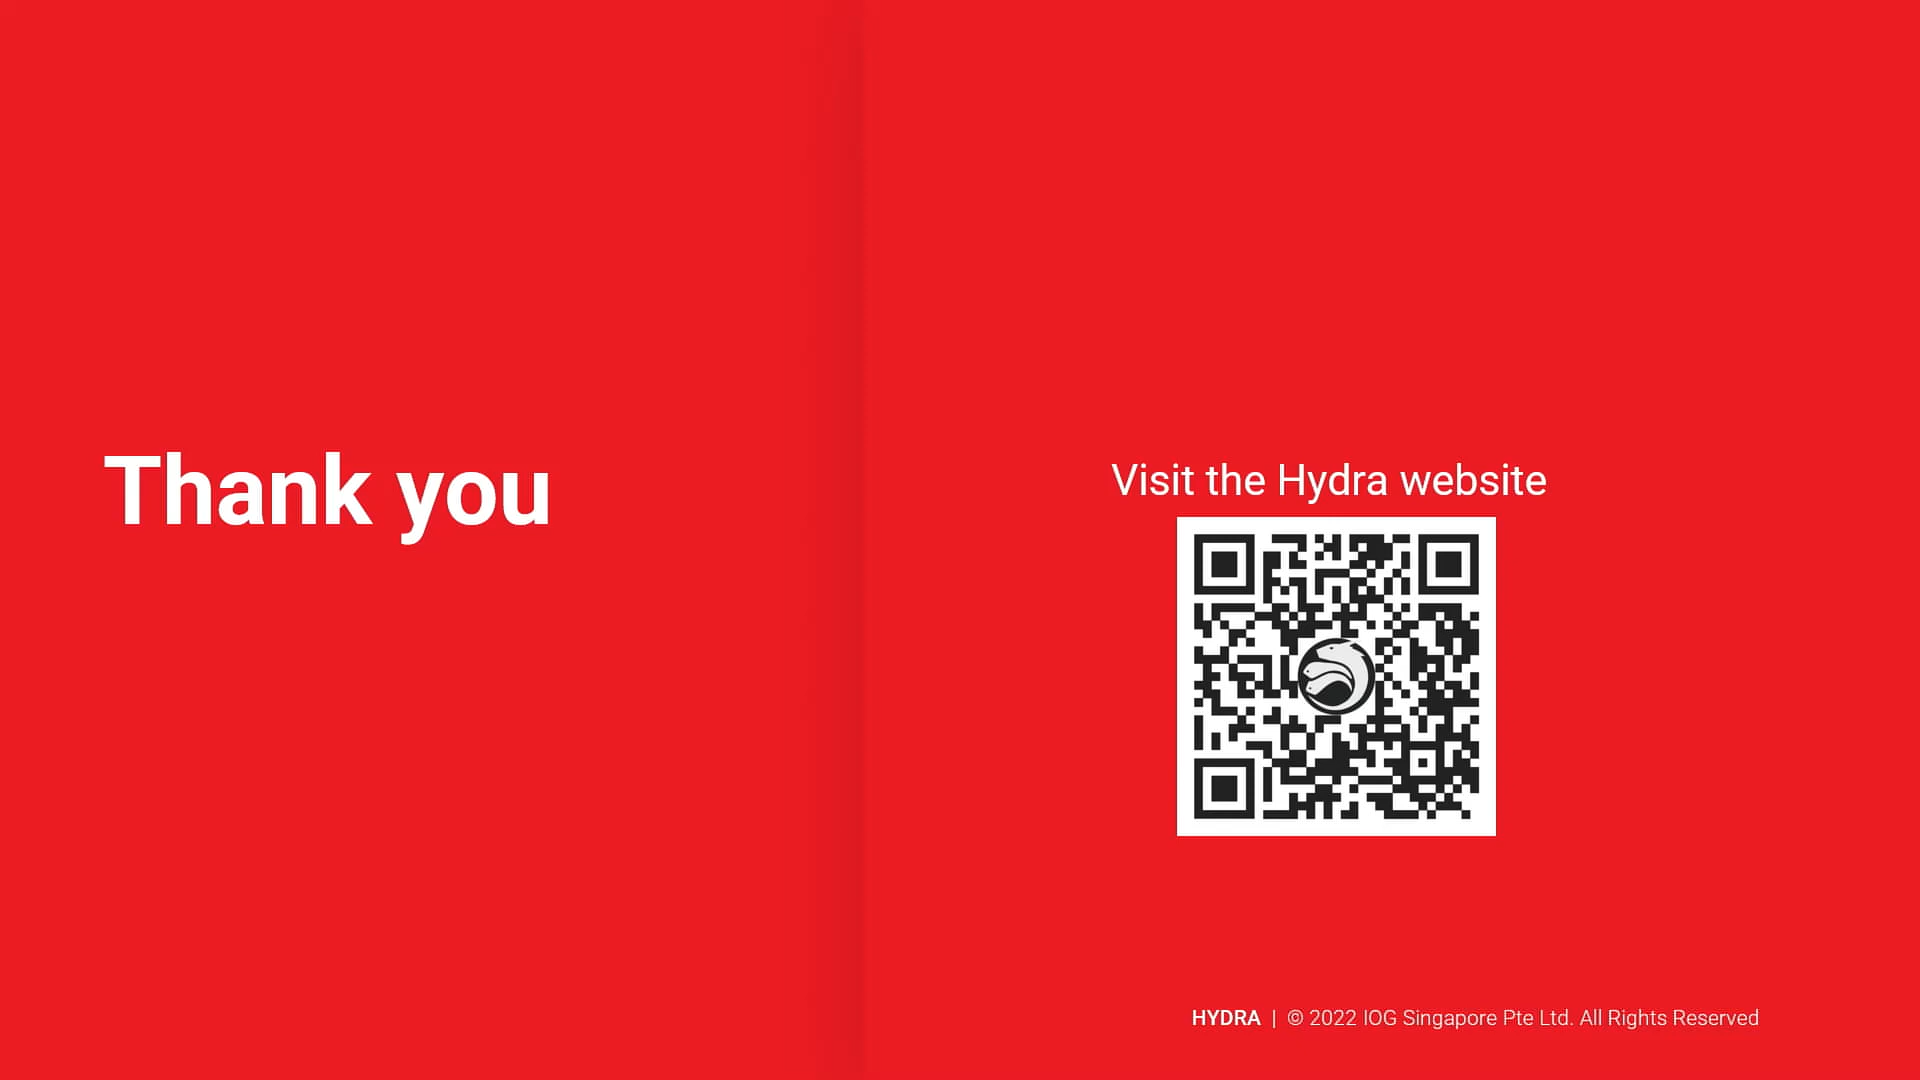 Thank you
Visit the Hydra website
HYDRA | © 2022 IOG Singapore Pte Ltd. All Rights Reserved